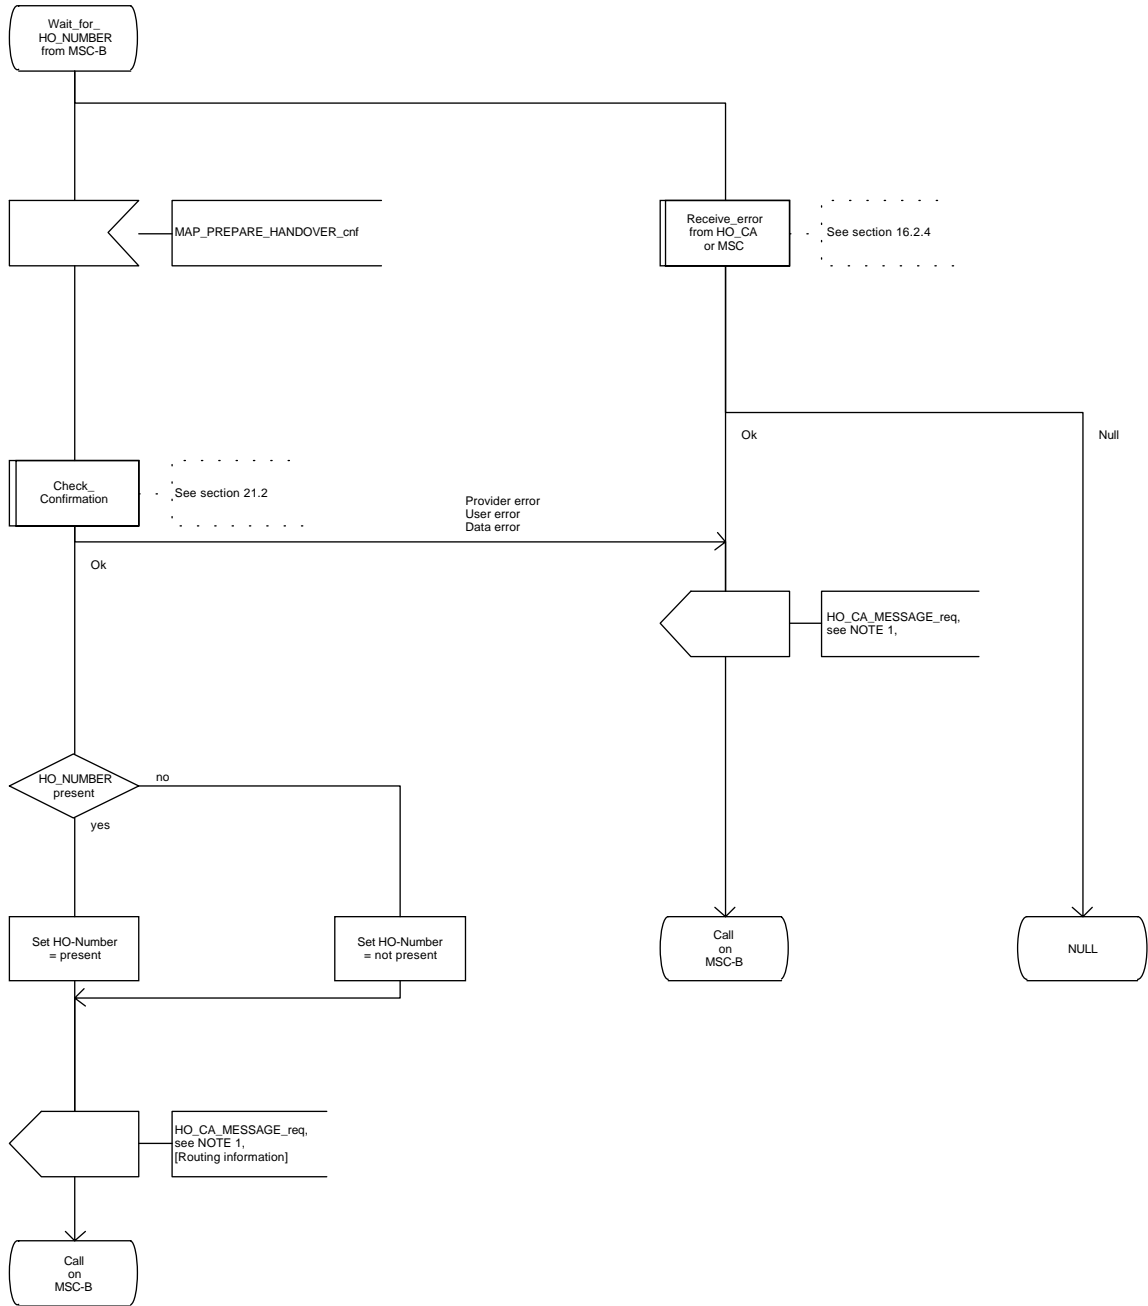 Wait_for_
HO_NUMBER
from MSC-B
MAP_PREPARE_HANDOVER_cnf
Receive_error
from HO_CA
or MSC
See section 16.2.4
Ok
Null
Check_
Confirmation
See section 21.2
Provider error
User error
Data error
Ok
HO_CA_MESSAGE_req,
see NOTE 1,
HO_NUMBER
present
no
yes
Set HO-Number
= present
Set HO-Number
= not present
Call
on
MSC-B
NULL
HO_CA_MESSAGE_req,
see NOTE 1,
[Routing information]
Call
on
MSC-B